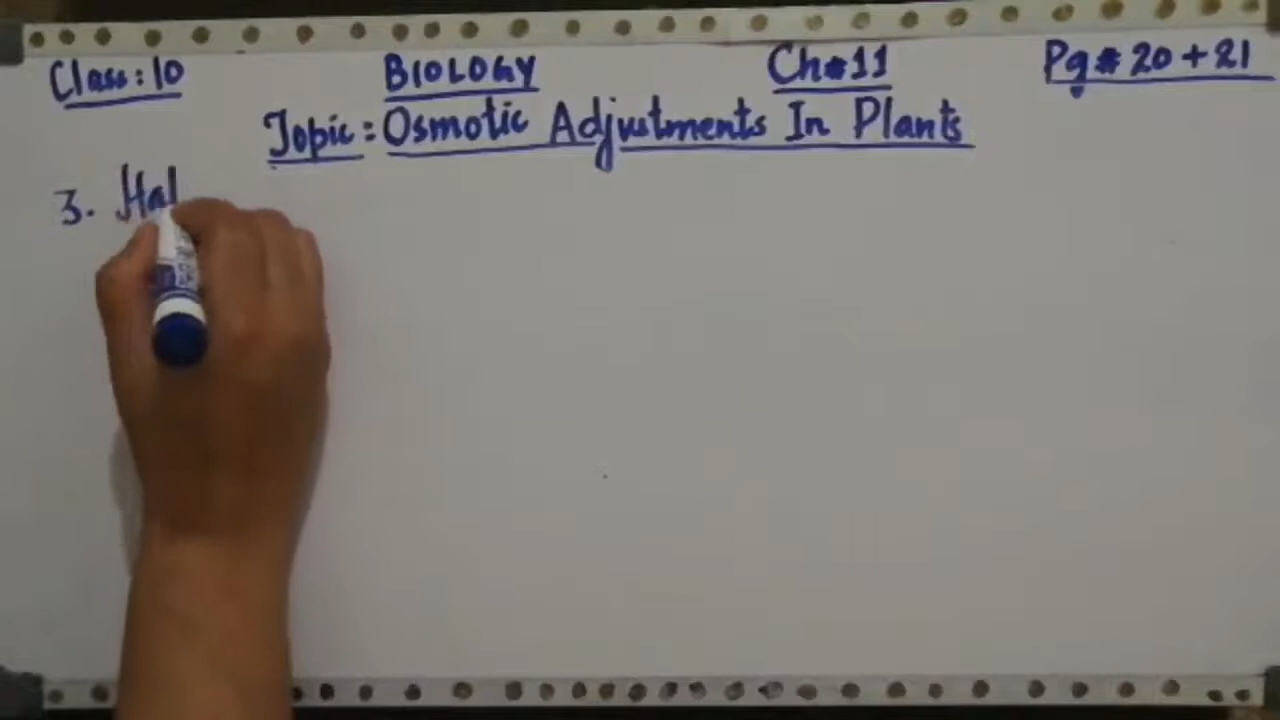 Class: 10 BIOLOGY Ch#11 Pg# 20 + 21
Topic: Osmotic Adjustments In Plants
3. Hal